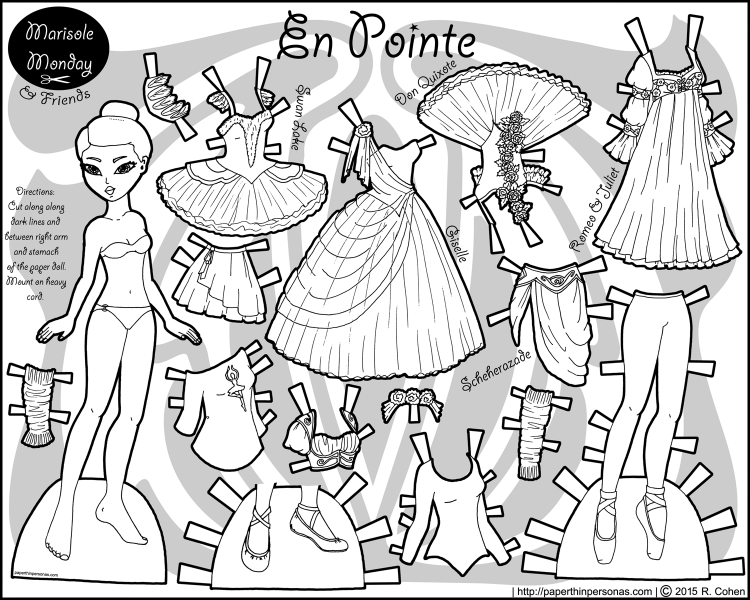 Marisole
Monday
& Friends
En Pointe
Swan Lake
Don Quixote
Romeo & Juliet
Giselle
Scheherazade
Directions:
Cut along along
dark lines and
between right arm
and stomach
of the paper doll.
Mount on heavy
card.
paperthinpersonas.com
| http://paperthinpersonas.com | © 2015 R. Cohen